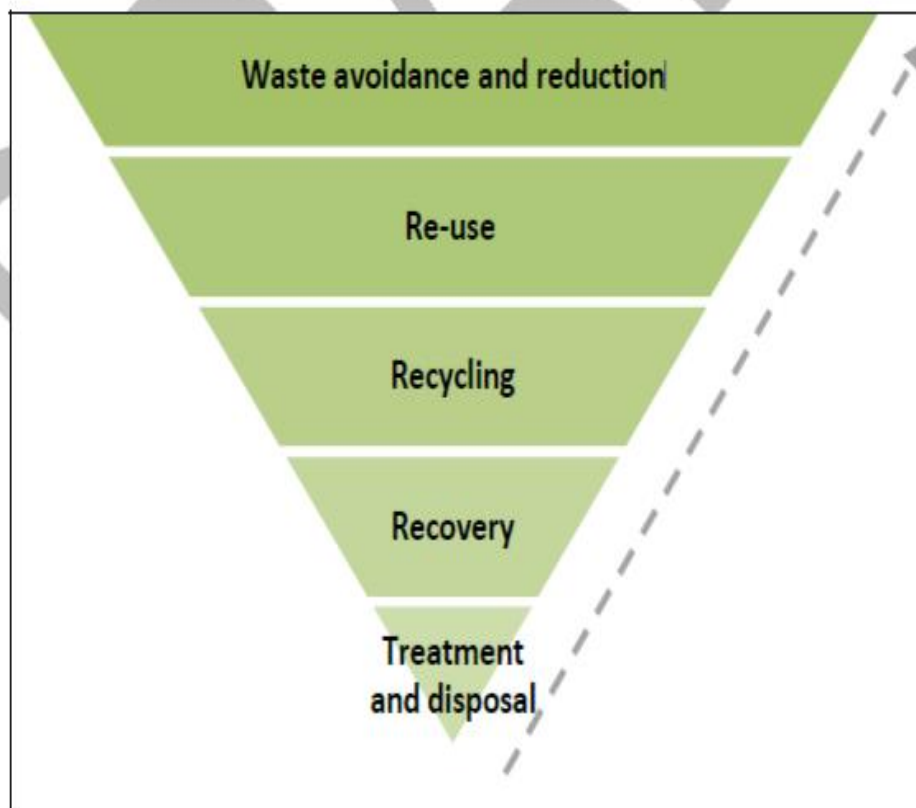 Waste avoidance and reduction
Re-use
Recycling
Recovery
Treatment
and disposal